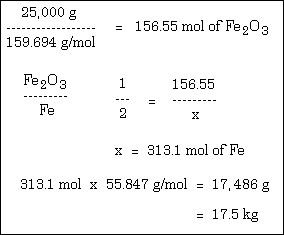 25,000 g
-------------------- = 156.55 mol of Fe₂O₃
159.694 g/mol
Fe₂O₃ 1 156.55
--------- --- = ---------
Fe 2 x
x = 313.1 mol of Fe
313.1 mol x 55.847 g/mol = 17,486 g
= 17.5 kg